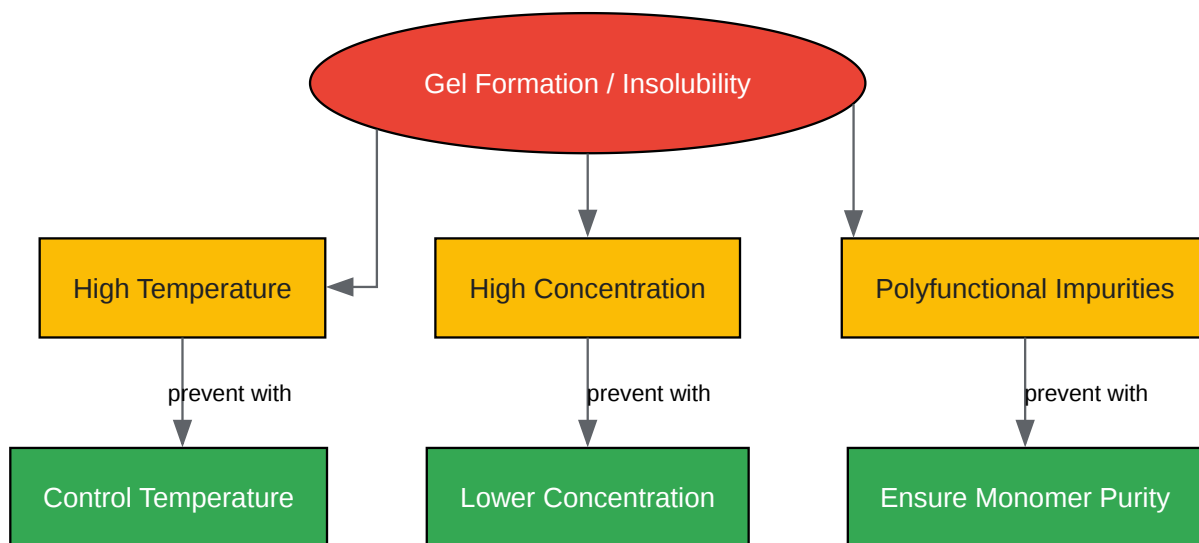 Gel Formation / Insolubility
High Temperature
High Concentration
Polyfunctional Impurities
prevent with
prevent with
prevent with
Control Temperature
Lower Concentration
Ensure Monomer Purity